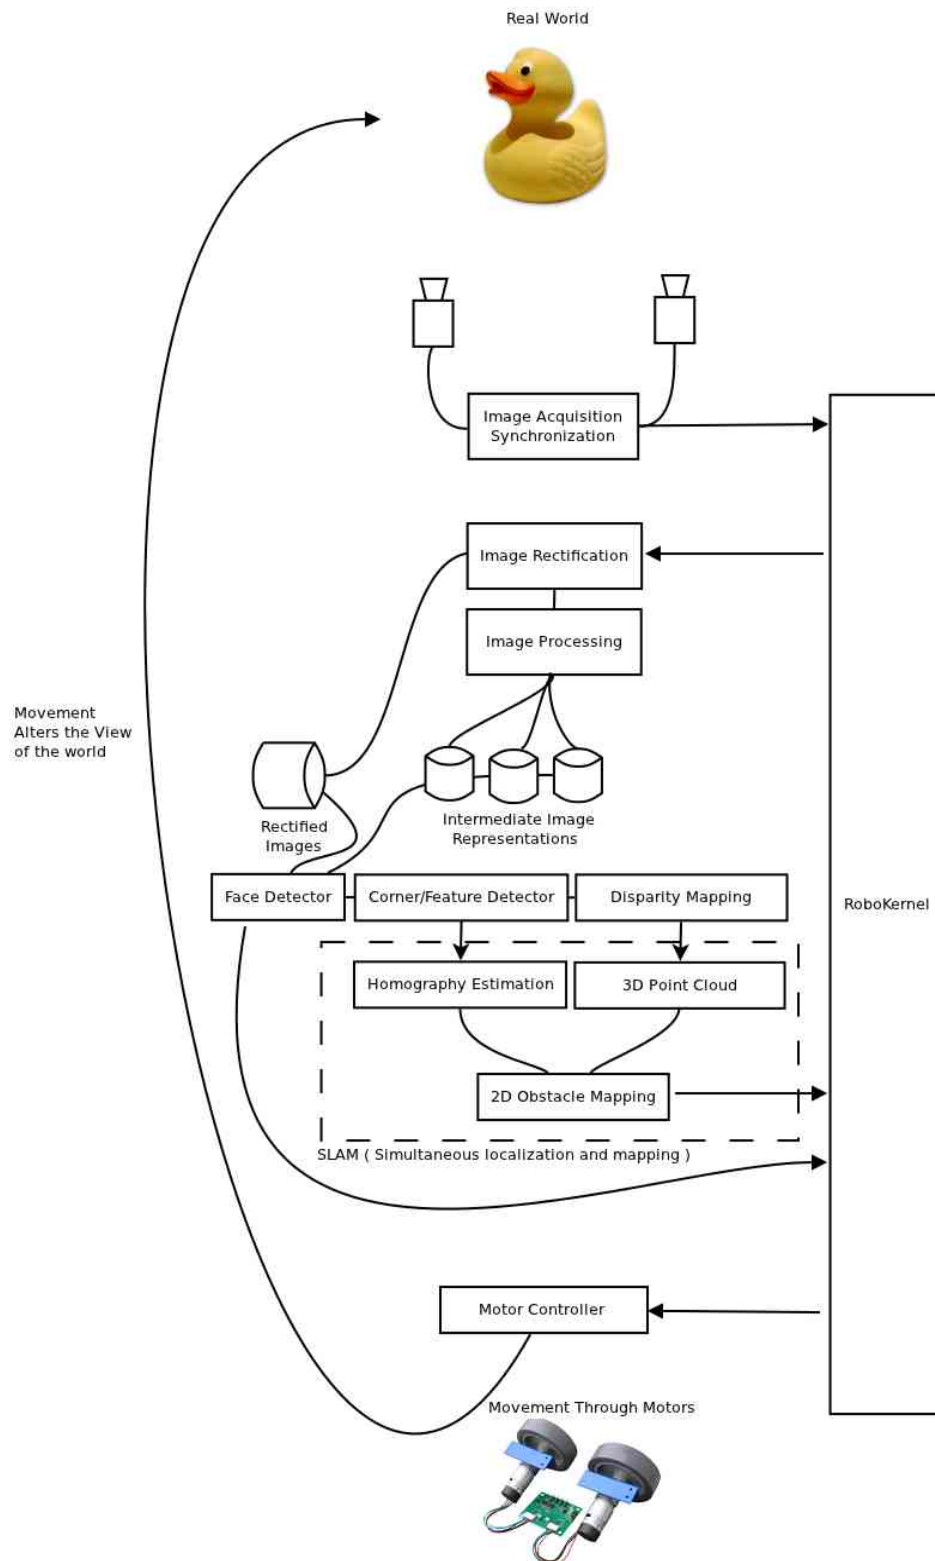 Real World
Image Acquisition
Synchronization
Image Rectification
Image Processing
Movement
Alters the View
of the world
Rectified
Images
Intermediate Image
Representations
Face Detector
Corner/Feature Detector
Disparity Mapping
RoboKernel
Homography Estimation
3D Point Cloud
2D Obstacle Mapping
SLAM ( Simultaneous localization and mapping )
Motor Controller
Movement Through Motors